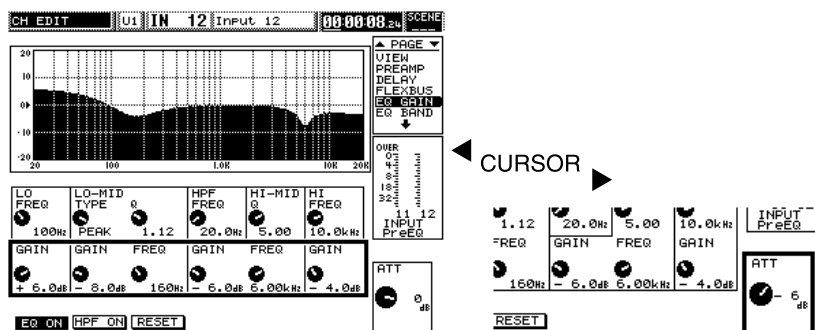 CH EDIT U1 IN 12 Input 12 00:00:08.24 SCENE
---
▲ PAGE ▼
VIEW
PREAMP
DELAY
FLEXBUS
EQ GAIN
EQ BAND
20
10
0
-10
-20
20 100 1.0K 10K 20K
OVER
0
4
8
18
32
11 12
INPUT
PreEQ
LO FREQ
100Hz
LO-MID
TYPE Q
PEAK 1.12
HPF FREQ
20.0Hz
HI-MID Q
5.00
HI FREQ
10.0kHz
GAIN GAIN FREQ GAIN FREQ GAIN
+ 6.0dB - 8.0dB 160Hz - 6.0dB 6.00kHz - 4.0dB
ATT
0 dB
EQ ON HPF ON RESET
◀ CURSOR ▶
1.12 20.0Hz 5.00 10.0kHz
INPUT
PreEQ
FREQ GAIN FREQ GAIN
160Hz - 6.0dB 6.00kHz - 4.0dB
ATT
- 6 dB
RESET